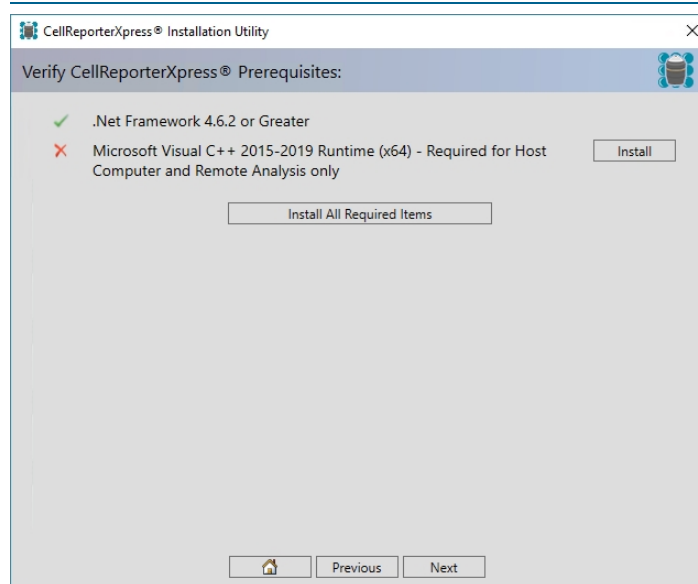 CellReporterXpress® Installation Utility
Verify CellReporterXpress® Prerequisites:
.Net Framework 4.6.2 or Greater
Microsoft Visual C++ 2015-2019 Runtime (x64) - Required for Host
Computer and Remote Analysis only
Install
Install All Required Items
Previous
Next